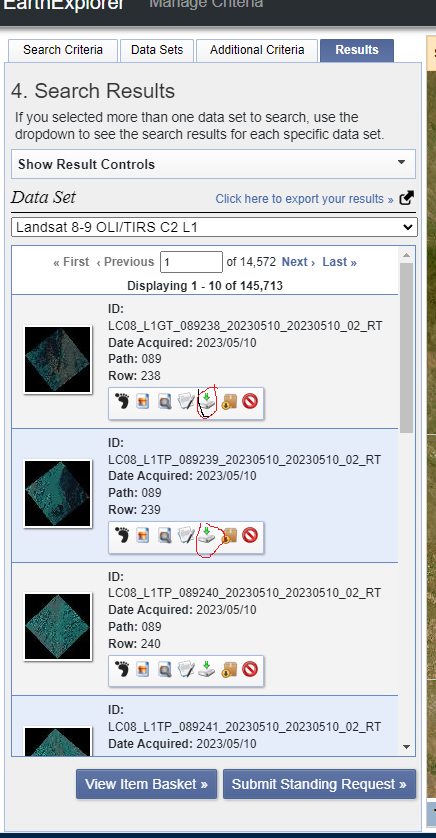 EarthExplorer Manage Criteria
Search Criteria Data Sets Additional Criteria Results
4. Search Results
If you selected more than one data set to search, use the
dropdown to see the search results for each specific data set.
Show Result Controls
Data Set Click here to export your results »
Landsat 8-9 OLI/TIRS C2 L1
« First ‹ Previous 1 of 14,572 Next › Last »
Displaying 1 - 10 of 145,713
ID:
LC08_L1GT_089238_20230510_20230510_02_RT
Date Acquired: 2023/05/10
Path: 089
Row: 238
ID:
LC08_L1TP_089239_20230510_20230510_02_RT
Date Acquired: 2023/05/10
Path: 089
Row: 239
ID:
LC08_L1TP_089240_20230510_20230510_02_RT
Date Acquired: 2023/05/10
Path: 089
Row: 240
ID:
LC08_L1TP_089241_20230510_20230510_02_RT
Date Acquired: 2023/05/10
View Item Basket » Submit Standing Request »